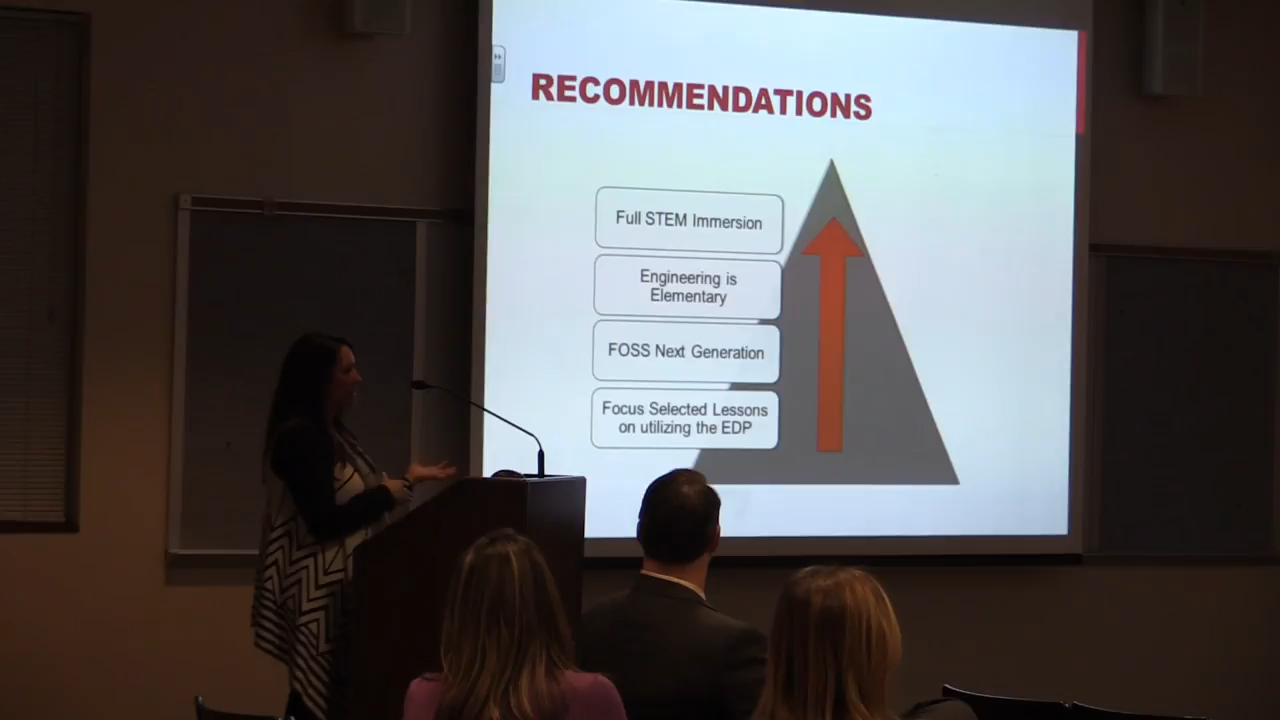 RECOMMENDATIONS
Full STEM Immersion
Engineering is
Elementary
FOSS Next Generation
Focus Selected Lessons
on utilizing the EDP